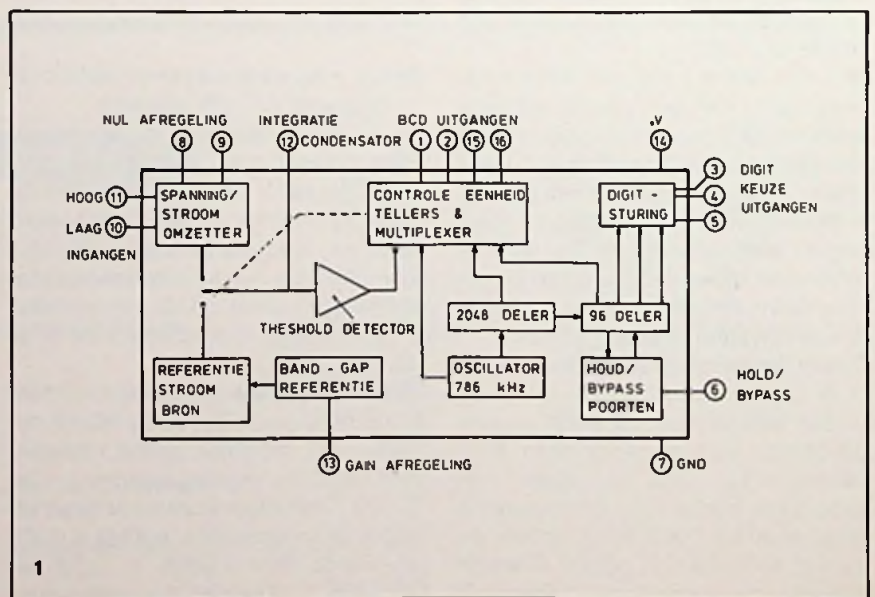 NUL AFREGELING
INTEGRATIE
CONDENSATOR
BCD UITGANGEN
.V
8
9
12
1
2
15
16
14
HOOG 11
LAAG 10
INGANGEN
SPANNING/
STROOM
OMZETTER
CONTROLE EENHEID
TELLERS &
MULTIPLEXER
DIGIT -
STURING
3 DIGIT
4 KEUZE
5 UITGANGEN
THESHOLD DETECTOR
2048 DELER
96 DELER
REFERENTIE
STROOM
BRON
BAND - GAP
REFERENTIE
OSCILLATOR
786 kHz
HOUD/
BYPASS
POORTEN
6 HOLD/
BYPASS
13 GAIN AFREGELING
7 GND
1